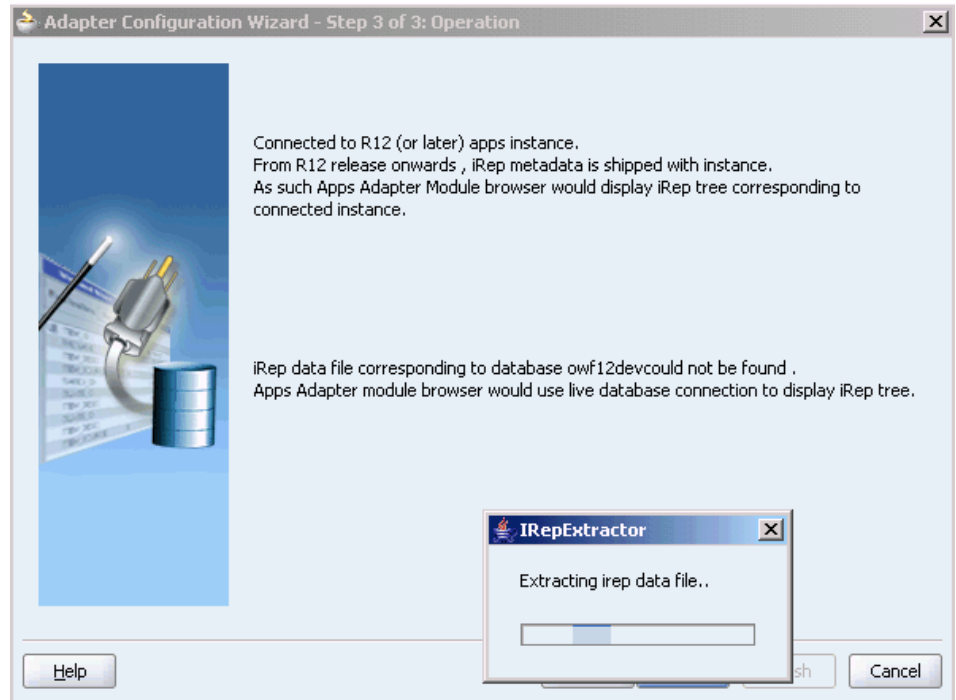 Adapter Configuration Wizard - Step 3 of 3: Operation
Connected to R12 (or later) apps instance.
From R12 release onwards , iRep metadata is shipped with instance.
As such Apps Adapter Module browser would display iRep tree corresponding to
connected instance.
iRep data file corresponding to database owf12devcould not be found .
Apps Adapter module browser would use live database connection to display iRep tree.
IRepExtractor
Extracting irep data file..
Help
sh
Cancel